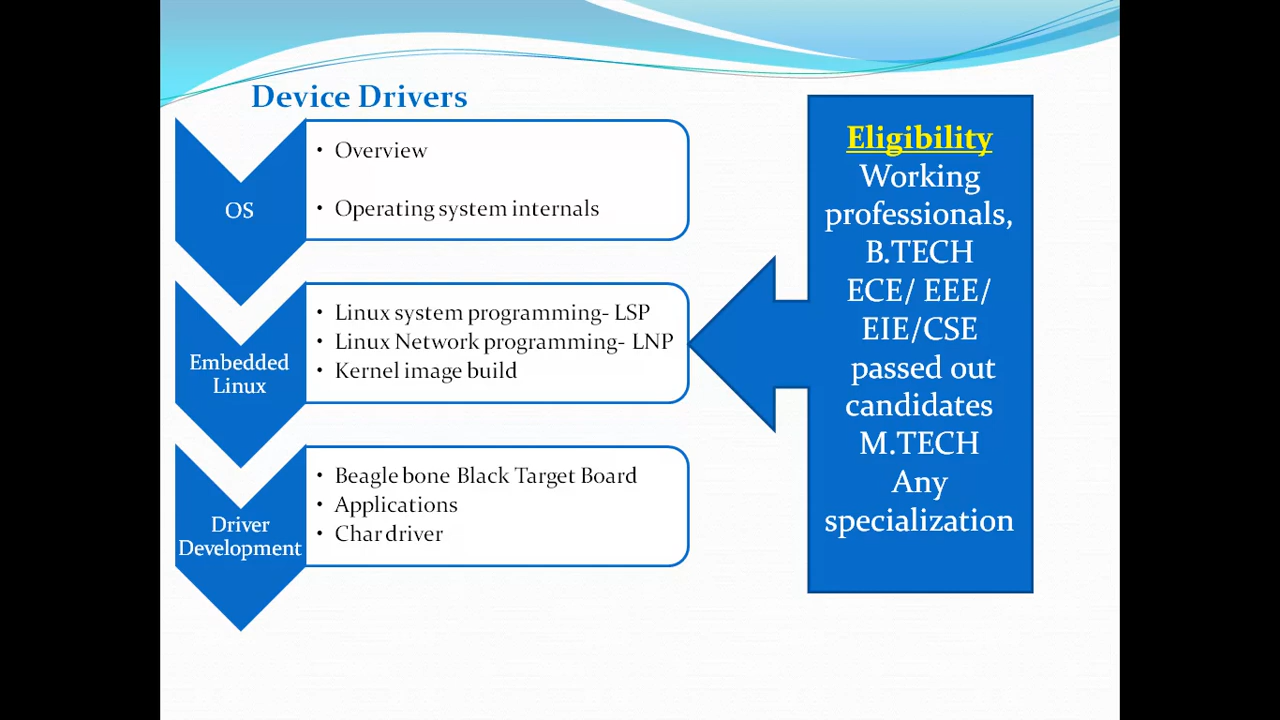 Device Drivers
OS
• Overview
• Operating system internals
Embedded
Linux
• Linux system programming- LSP
• Linux Network programming- LNP
• Kernel image build
Driver
Development
• Beagle bone Black Target Board
• Applications
• Char driver
Eligibility
Working
professionals,
B.TECH
ECE/ EEE/
EIE/CSE
passed out
candidates
M.TECH
Any
specialization